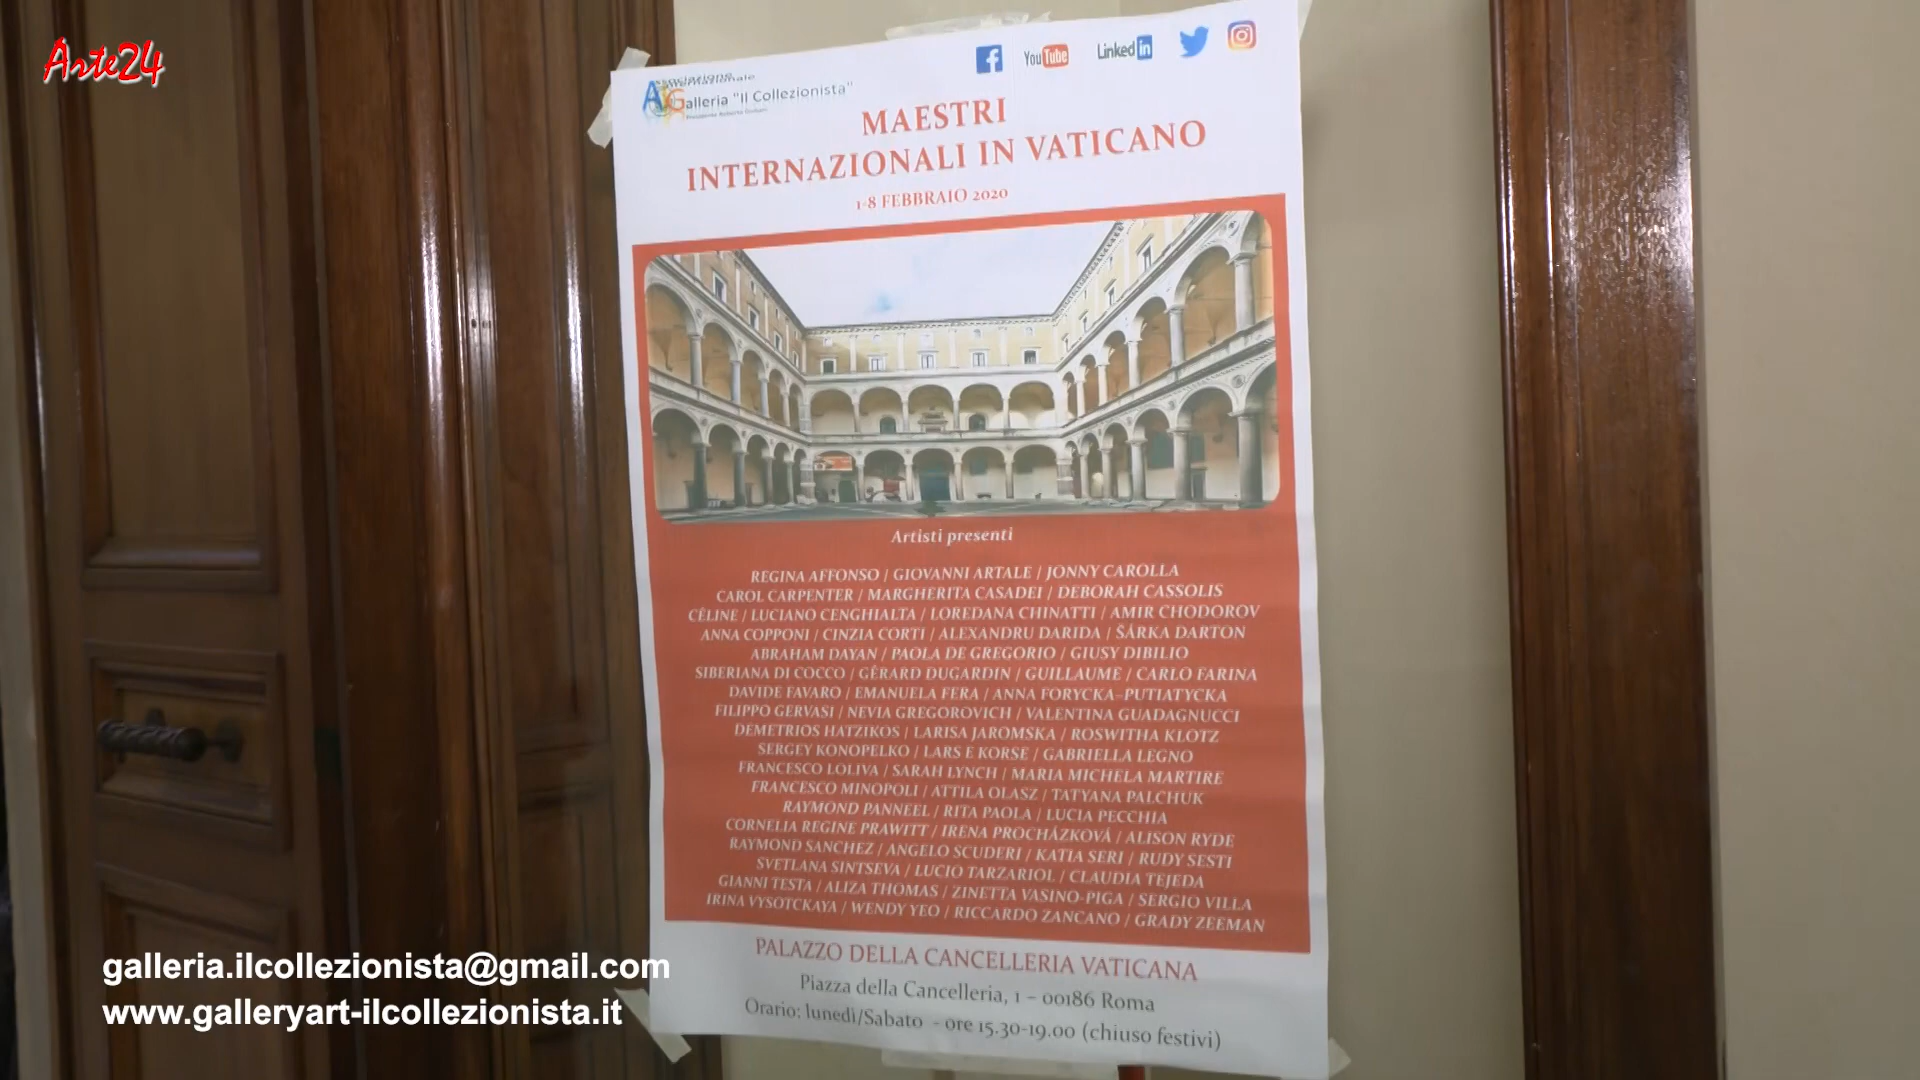 Arte24
YouTube
Linked in
Associazione
Internazionale
Galleria "Il Collezionista"
MAESTRI
INTERNAZIONALI IN VATICANO
1-8 FEBBRAIO 2020
Artisti presenti
REGINA AFFONSO / GIOVANNI ARTALE / JONNY CAROLLA
CAROL CARPENTER / MARGHERITA CASADEI / DEBORAH CASSOLIS
CÉLINE / LUCIANO CENGHIALTA / LOREDANA CHINATTI / AMIR CHODOROV
ANNA COPPONI / CINZIA CORTI / ALEXANDRU DARIDA / ŠÁRKA DARTON
ABRAHAM DAYAN / PAOLA DE GREGORIO / GIUSY DIBILIO
SIBERIANA DI COCCO / GÉRARD DUGARDIN / GUILLAUME / CARLO FARINA
DAVIDE FAVARO / EMANUELA FERA / ANNA FORYCKA-PUTIATYCKA
FILIPPO GERVASI / NEVIA GREGOROVICH / VALENTINA GUADAGNUCCI
DEMETRIOS HATZIKOS / LARISA JAROMSKA / ROSWITHA KLOTZ
SERGEY KONOPELKO / LARS E KORSE / GABRIELLA LEGNO
FRANCESCO LOLIVA / SARAH LYNCH / MARIA MICHELA MARTIRE
FRANCESCO MINOPOLI / ATTILA OLASZ / TATYANA PALCHUK
RAYMOND PANNEEL / RITA PAOLA / LUCIA PECCHIA
CORNELIA REGINE PRAWITT / IRENA PROCHÁZKOVÁ / ALISON RYDE
RAYMOND SANCHEZ / ANGELO SCUDERI / KATIA SERI / RUDY SESTI
SVETLANA SINTSEVA / LUCIO TARZARIOL / CLAUDIA TEJEDA
GIANNI TESTA / ALIZA THOMAS / ZINETTA VASINO-PIGA / SERGIO VILLA
IRINA VYSOTCKAYA / WENDY YEO / RICCARDO ZANCANO / GRADY ZEEMAN
PALAZZO DELLA CANCELLERIA VATICANA
Piazza della Cancelleria, 1 – 00186 Roma
Orario: lunedì/Sabato - ore 15.30-19.00 (chiuso festivi)
galleria.ilcollezionista@gmail.com
www.galleryart-ilcollezionista.it